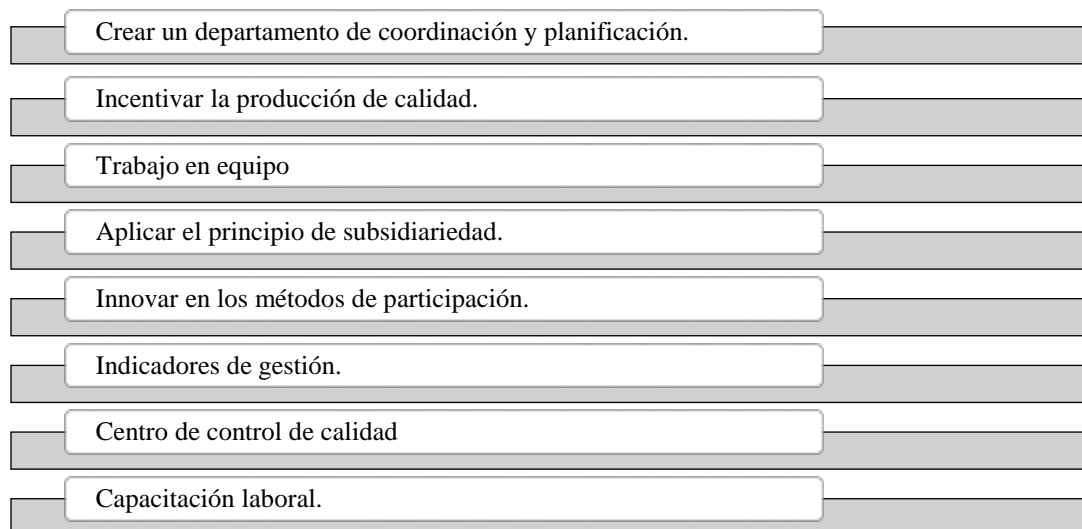 Crear un departamento de coordinación y planificación.
Incentivar la producción de calidad.
Trabajo en equipo
Aplicar el principio de subsidiariedad.
Innovar en los métodos de participación.
Indicadores de gestión.
Centro de control de calidad
Capacitación laboral.